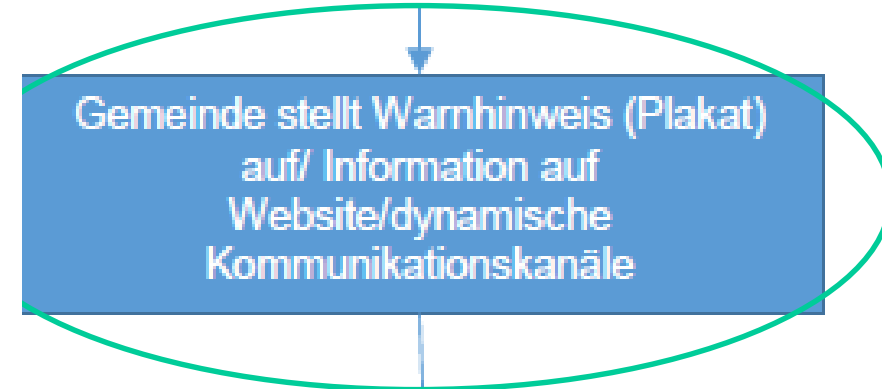 Gemeinde stellt Warnhinweis (Plakat)
auf/ Information auf
Website/dynamische
Kommunikationskanäle